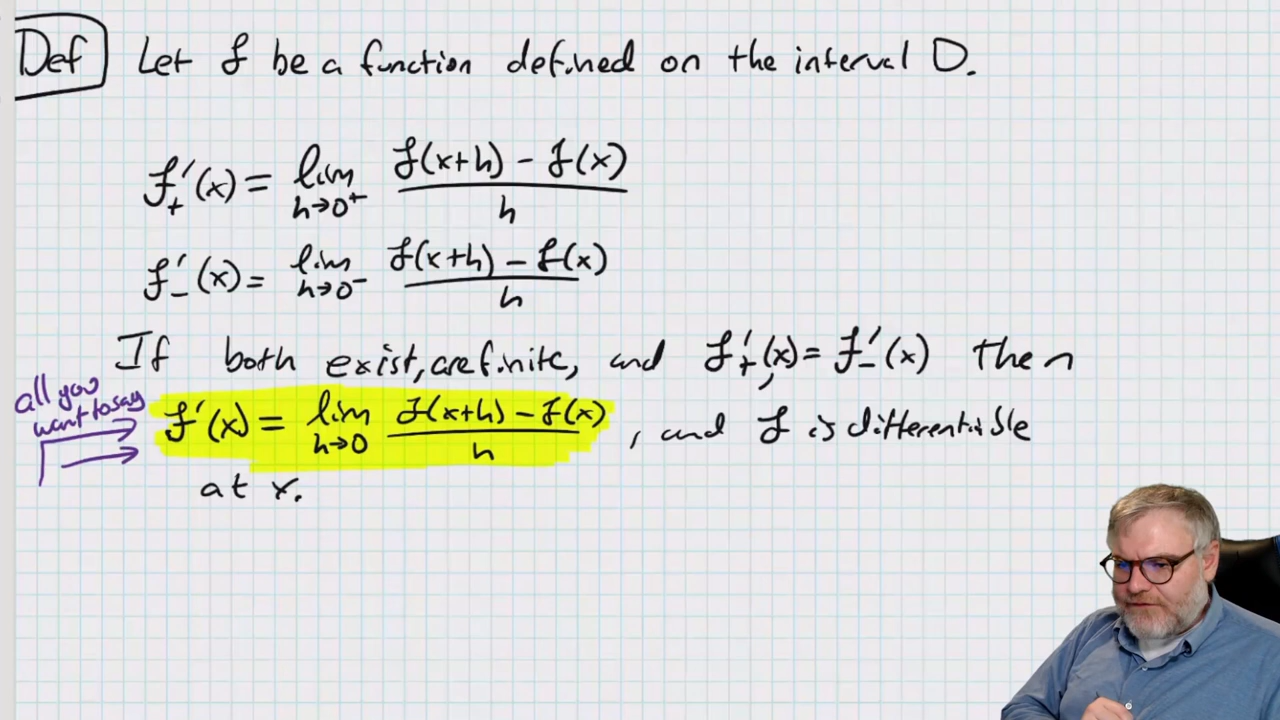 Def Let f be a function defined on the interval D.
f₊′(x) = lim h→0⁺ f(x+h) - f(x) / h
f₋′(x) = lim h→0⁻ f(x+h) - f(x) / h
If both exist, are finite, and f₊′(x) = f₋′(x) then
all you want to say
f′(x) = lim h→0 f(x+h) - f(x) / h , and f is differentiable
at x.